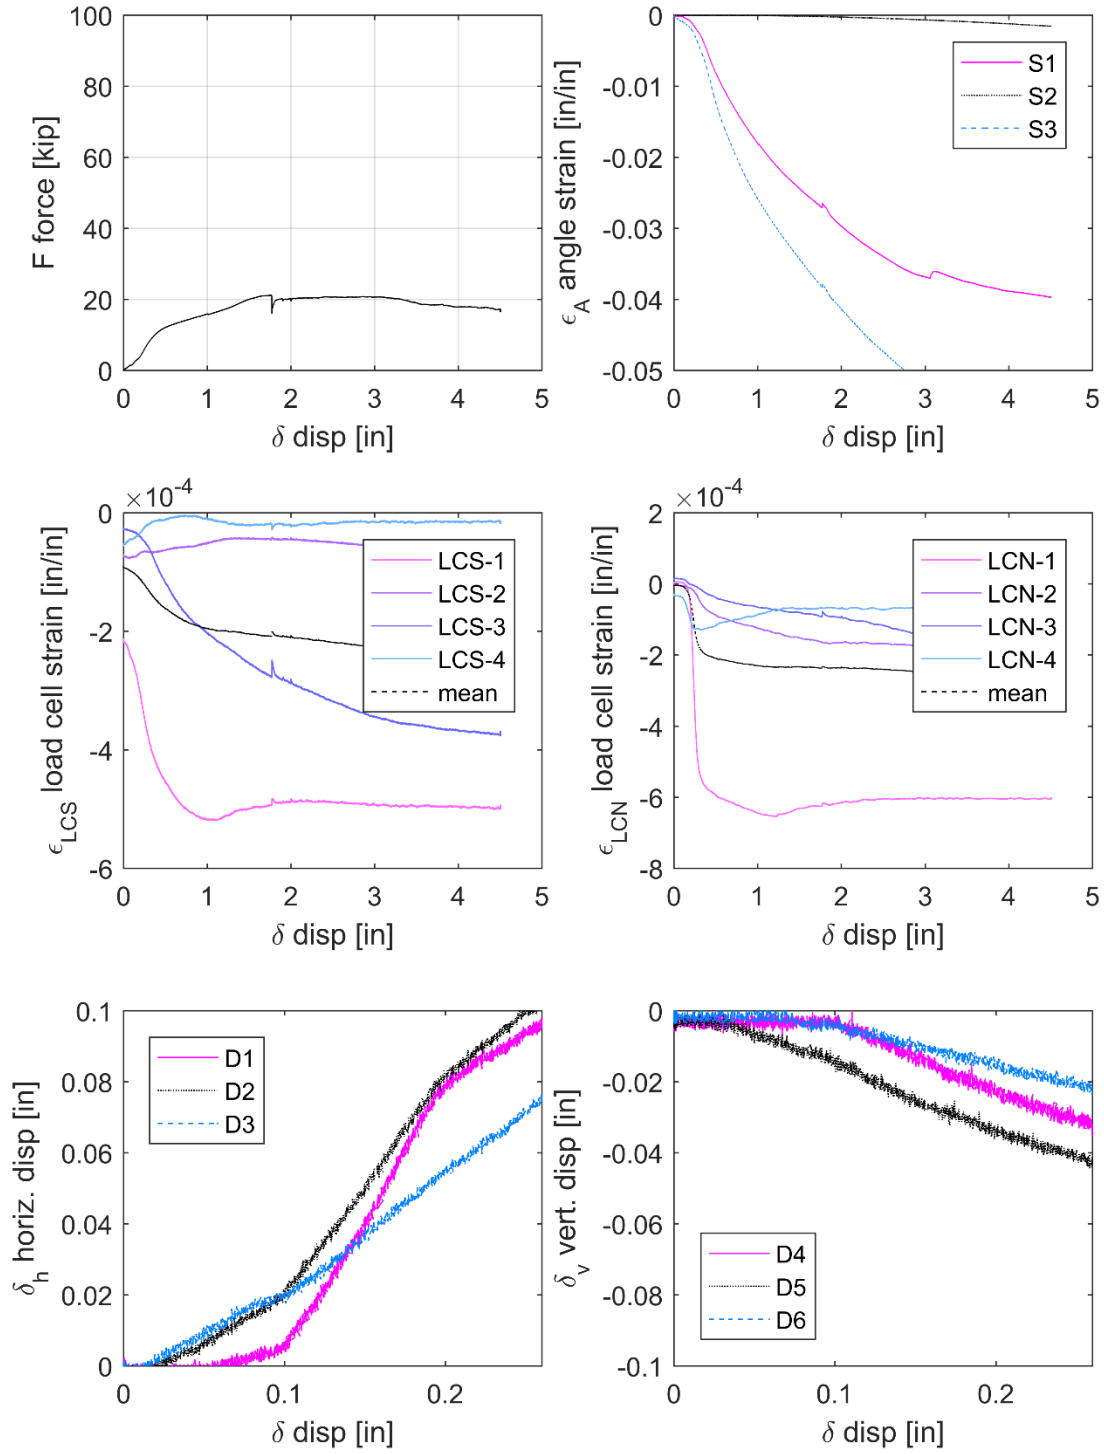 100
80
60
40
20
0
F force [kip]
0 1 2 3 4 5
δ disp [in]
0
-0.01
-0.02
-0.03
-0.04
-0.05
ϵ_A angle strain [in/in]
S1
S2
S3
0 1 2 3 4 5
δ disp [in]
×10^-4
0
-2
-4
-6
ϵ_LCS load cell strain [in/in]
LCS-1
LCS-2
LCS-3
LCS-4
mean
0 1 2 3 4 5
δ disp [in]
×10^-4
2
0
-2
-4
-6
-8
ϵ_LCN load cell strain [in/in]
LCN-1
LCN-2
LCN-3
LCN-4
mean
0 1 2 3 4 5
δ disp [in]
0.1
0.08
0.06
0.04
0.02
0
δ_h horiz. disp [in]
D1
D2
D3
0 0.1 0.2
δ disp [in]
0
-0.02
-0.04
-0.06
-0.08
-0.1
δ_v vert. disp [in]
D4
D5
D6
0 0.1 0.2
δ disp [in]